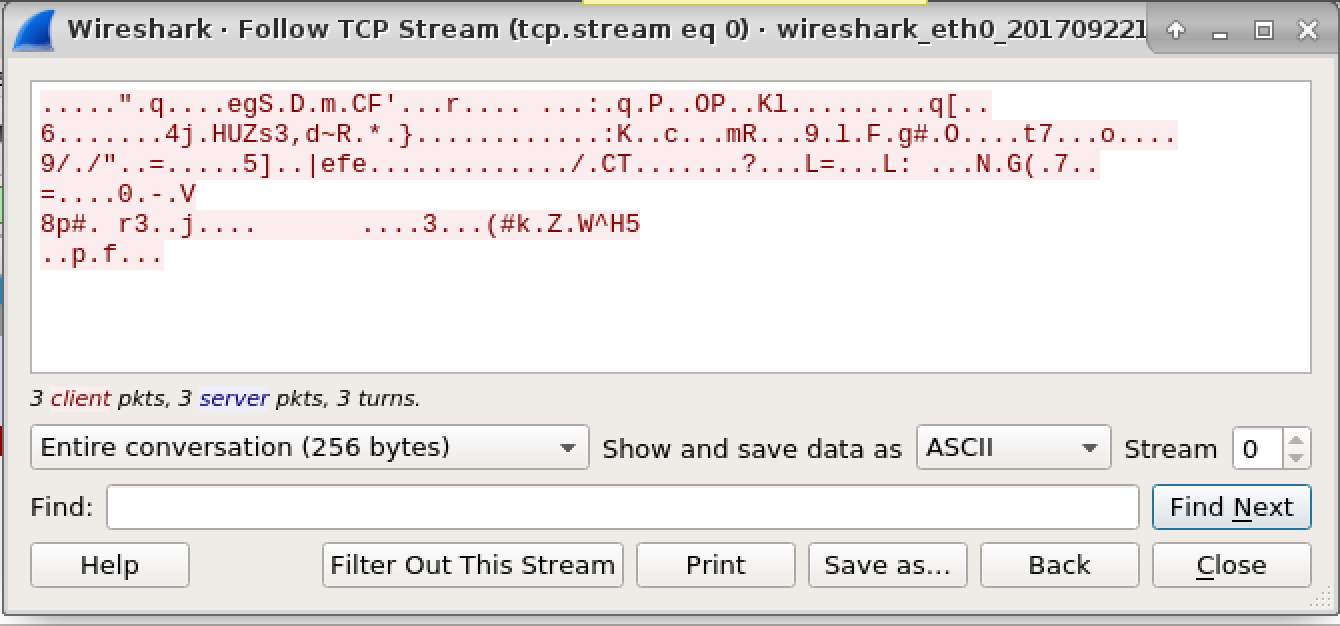 Wireshark · Follow TCP Stream (tcp.stream eq 0) · wireshark_eth0_201709221
.....".q....egS.D.m.CF'...r.... ...:.q.P..OP..Kl.........q[..
6.......4j.HUZs3,d~R.*.}............:K..c...mR...9.l.F.g#.O....t7...o....
9/./"..=.....5]..|efe............./.CT.......?...L=...L: ...N.G(.7..
=....0.-.V
8p#. r3..j....       ....3...(#k.Z.W^H5
..p.f...
3 client pkts, 3 server pkts, 3 turns.
Entire conversation (256 bytes) Show and save data as ASCII Stream 0
Find: Find Next
Help Filter Out This Stream Print Save as... Back Close